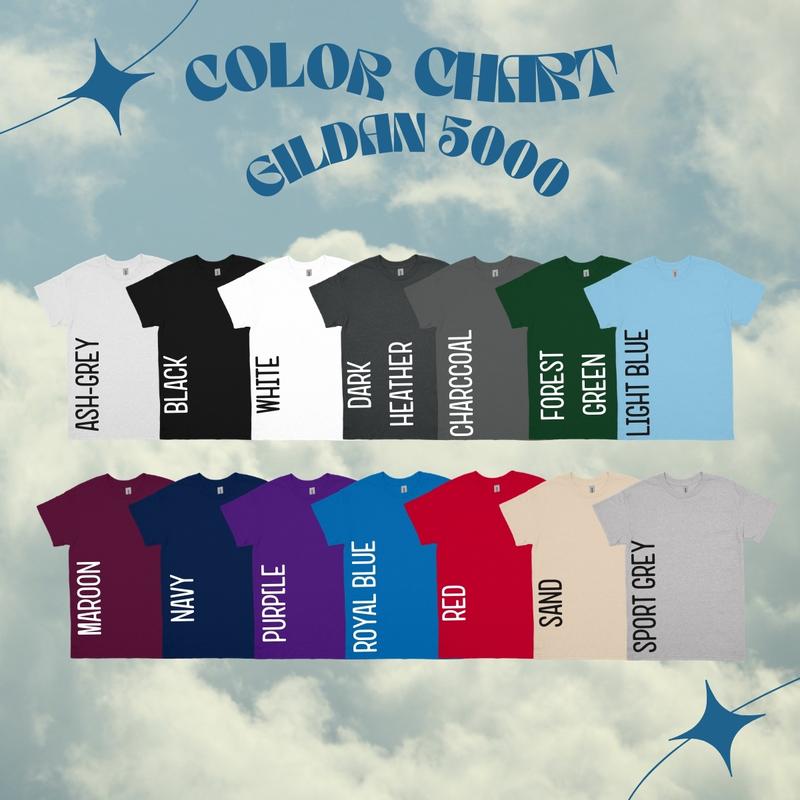 COLOR CHART
GILDAN 5000
ASH-GREY
BLACK
WHITE
DARK
HEATHER
CHARCCOAL
FOREST
GREEN
LIGHT BLUE
MAROON
NAVY
PURPLE
ROYAL BLUE
RED
SAND
SPORT GREY